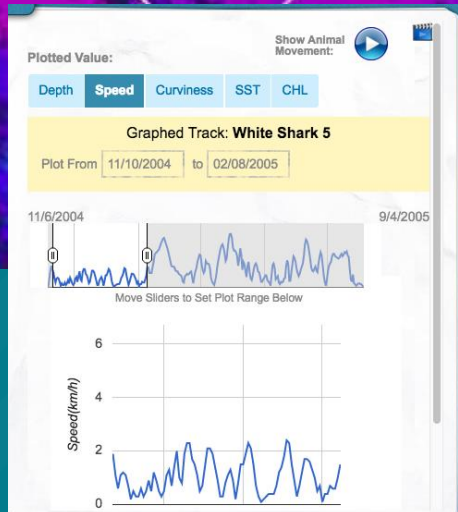 Show Animal
Movement:
Plotted Value:
Depth Speed Curviness SST CHL
Graphed Track: White Shark 5
Plot From 11/10/2004 to 02/08/2005
11/6/2004 9/4/2005
Move Sliders to Set Plot Range Below
Speed(km/h)
6
4
2
0